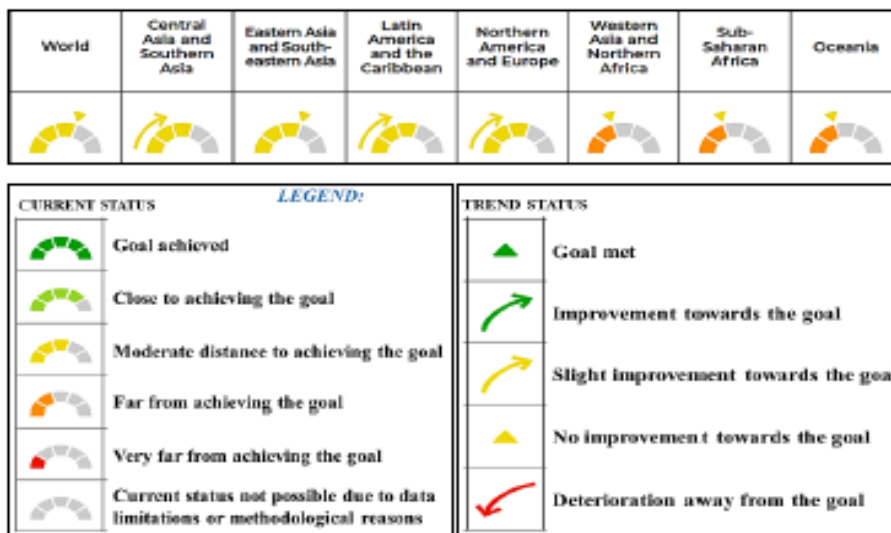 World
Central
Asia and
Southern
Asia
Eastern Asia
and South-
eastern Asia
Latin
America
and the
Caribbean
Northern
America
and Europe
Western
Asia and
Northern
Africa
Sub-
Saharan
Africa
Oceania
LEGEND:
CURRENT STATUS
Goal achieved
Close to achieving the goal
Moderate distance to achieving the goal
Far from achieving the goal
Very far from achieving the goal
Current status not possible due to data
limitations or methodological reasons
TREND STATUS
Goal met
Improvement towards the goal
Slight improvement towards the goa
No improvement towards the goal
Deterioration away from the goal